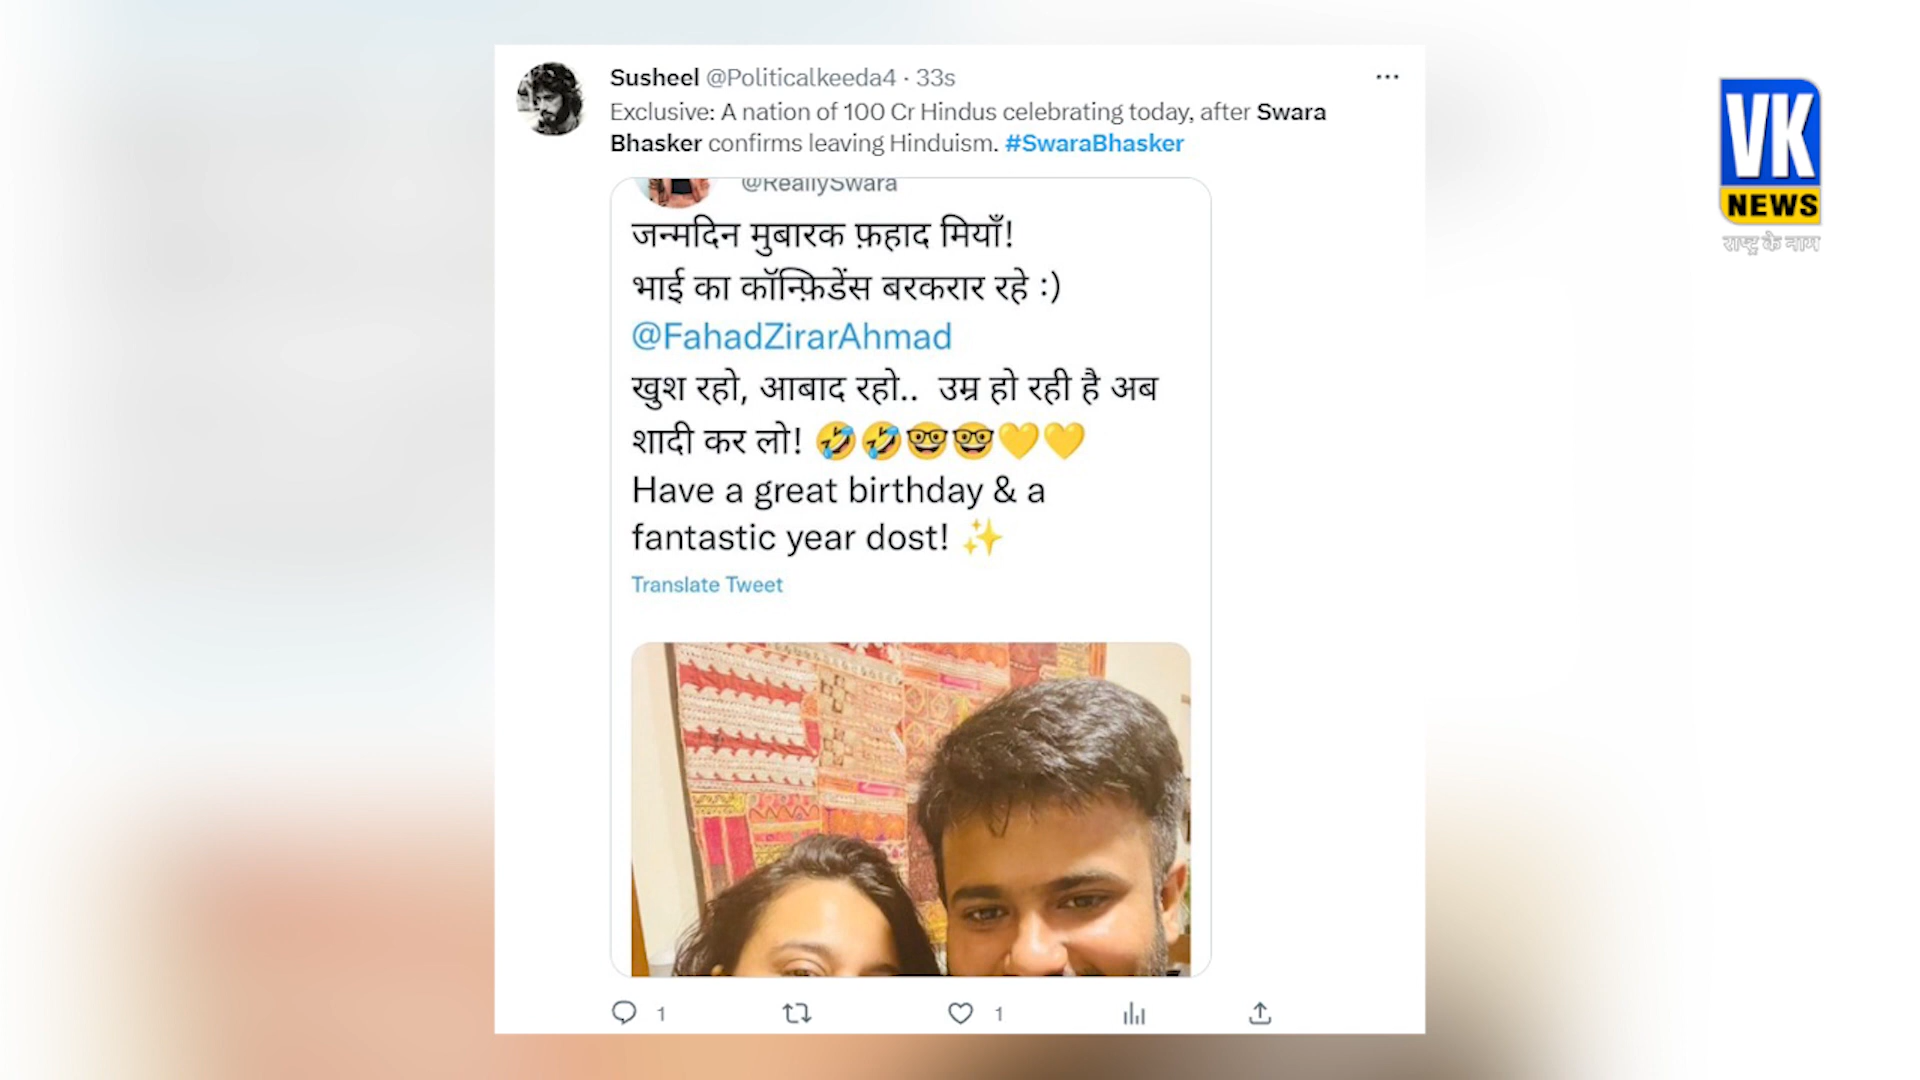 Susheel @Politicalkeeda4 · 33s
Exclusive: A nation of 100 Cr Hindus celebrating today, after Swara
Bhasker confirms leaving Hinduism. #SwaraBhasker
@ReallySwara
जन्मदिन मुबारक फ़हाद मियाँ!
भाई का कॉन्फ़िडेंस बरकरार रहे :)
@FahadZirarAhmad
खुश रहो, आबाद रहो.. उम्र हो रही है अब
शादी कर लो! 🤣🤣🤓🤓💛💛
Have a great birthday & a
fantastic year dost! ✨
Translate Tweet
1
1
VK
NEWS
राष्ट्र के नाम